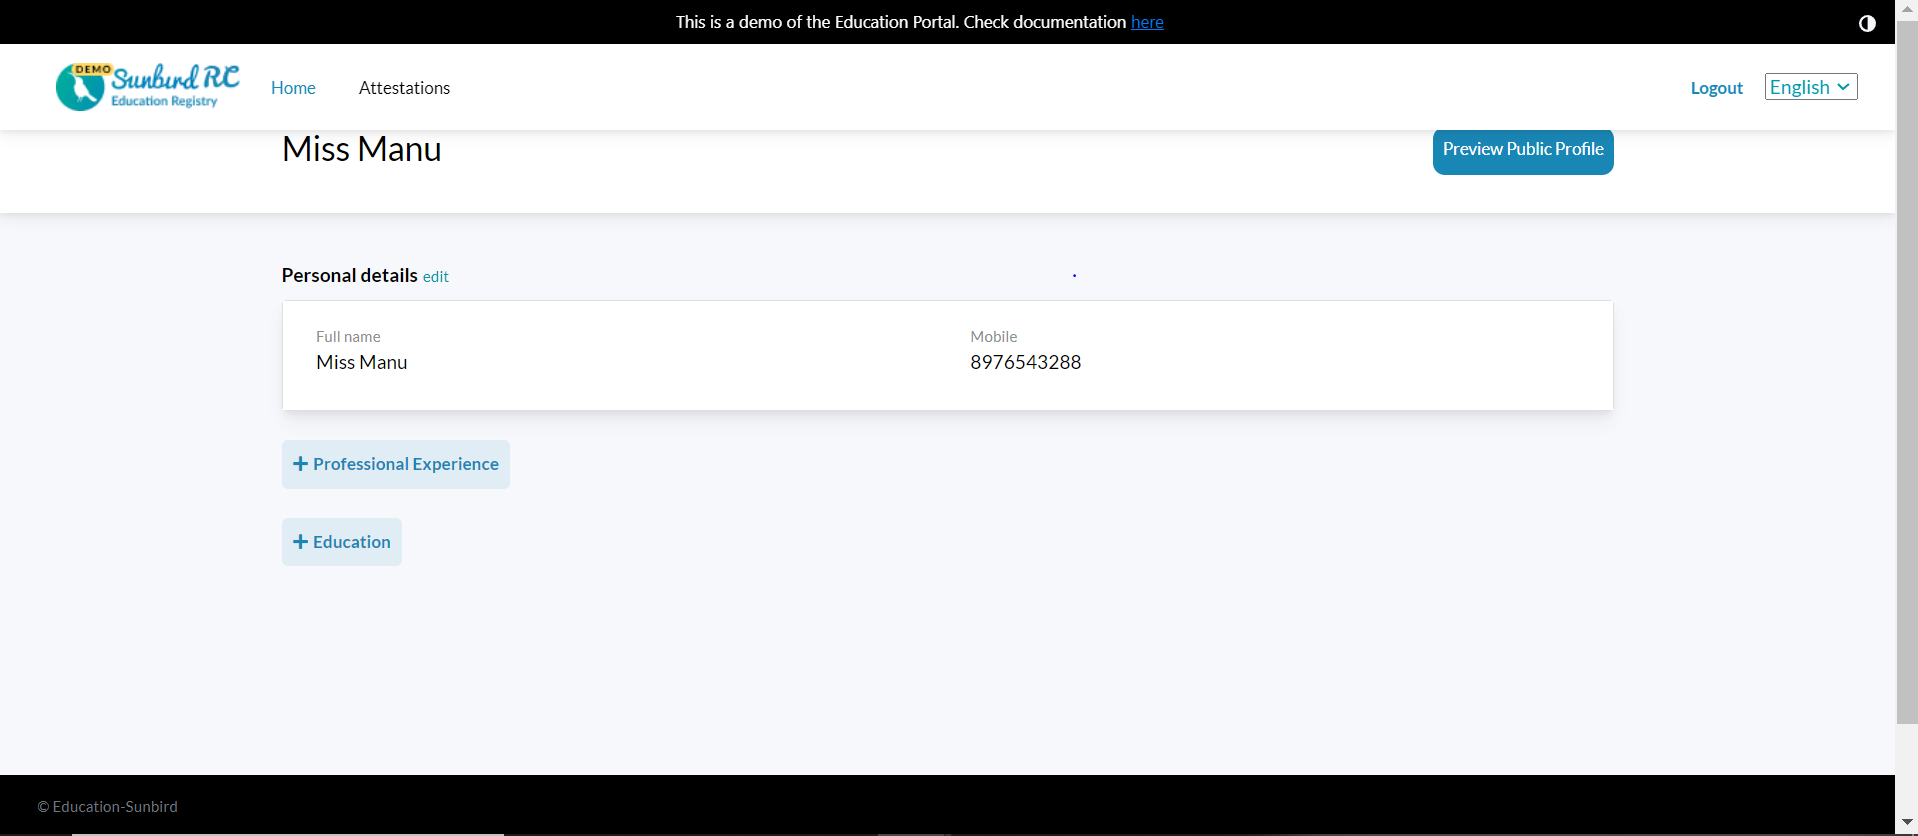 This is a demo of the Education Portal. Check documentation here
DEMO
Sunbird RC
Education Registry
Home
Attestations
Logout
English
Miss Manu
Preview Public Profile
Personal details edit
Full name
Miss Manu
Mobile
8976543288
Professional Experience
Education
© Education-Sunbird